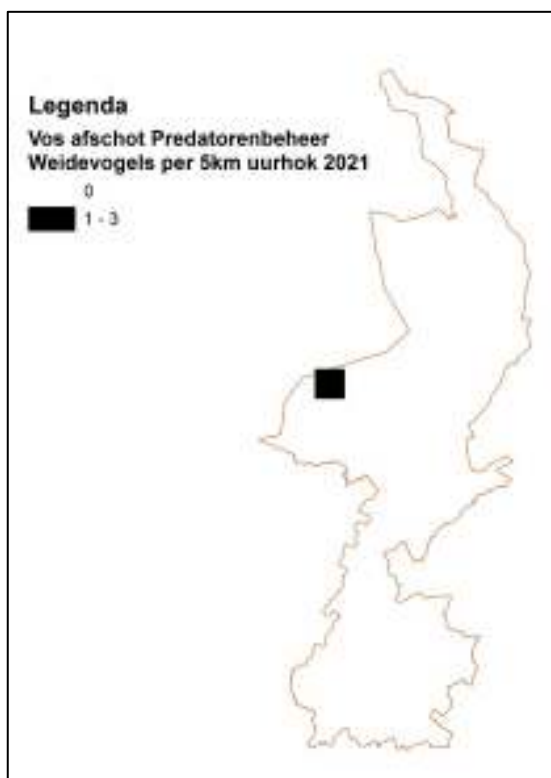 Legenda
Vos afschot Predatorenbeheer
Weidevogels per 5km uurhok 2021
0
1 - 3